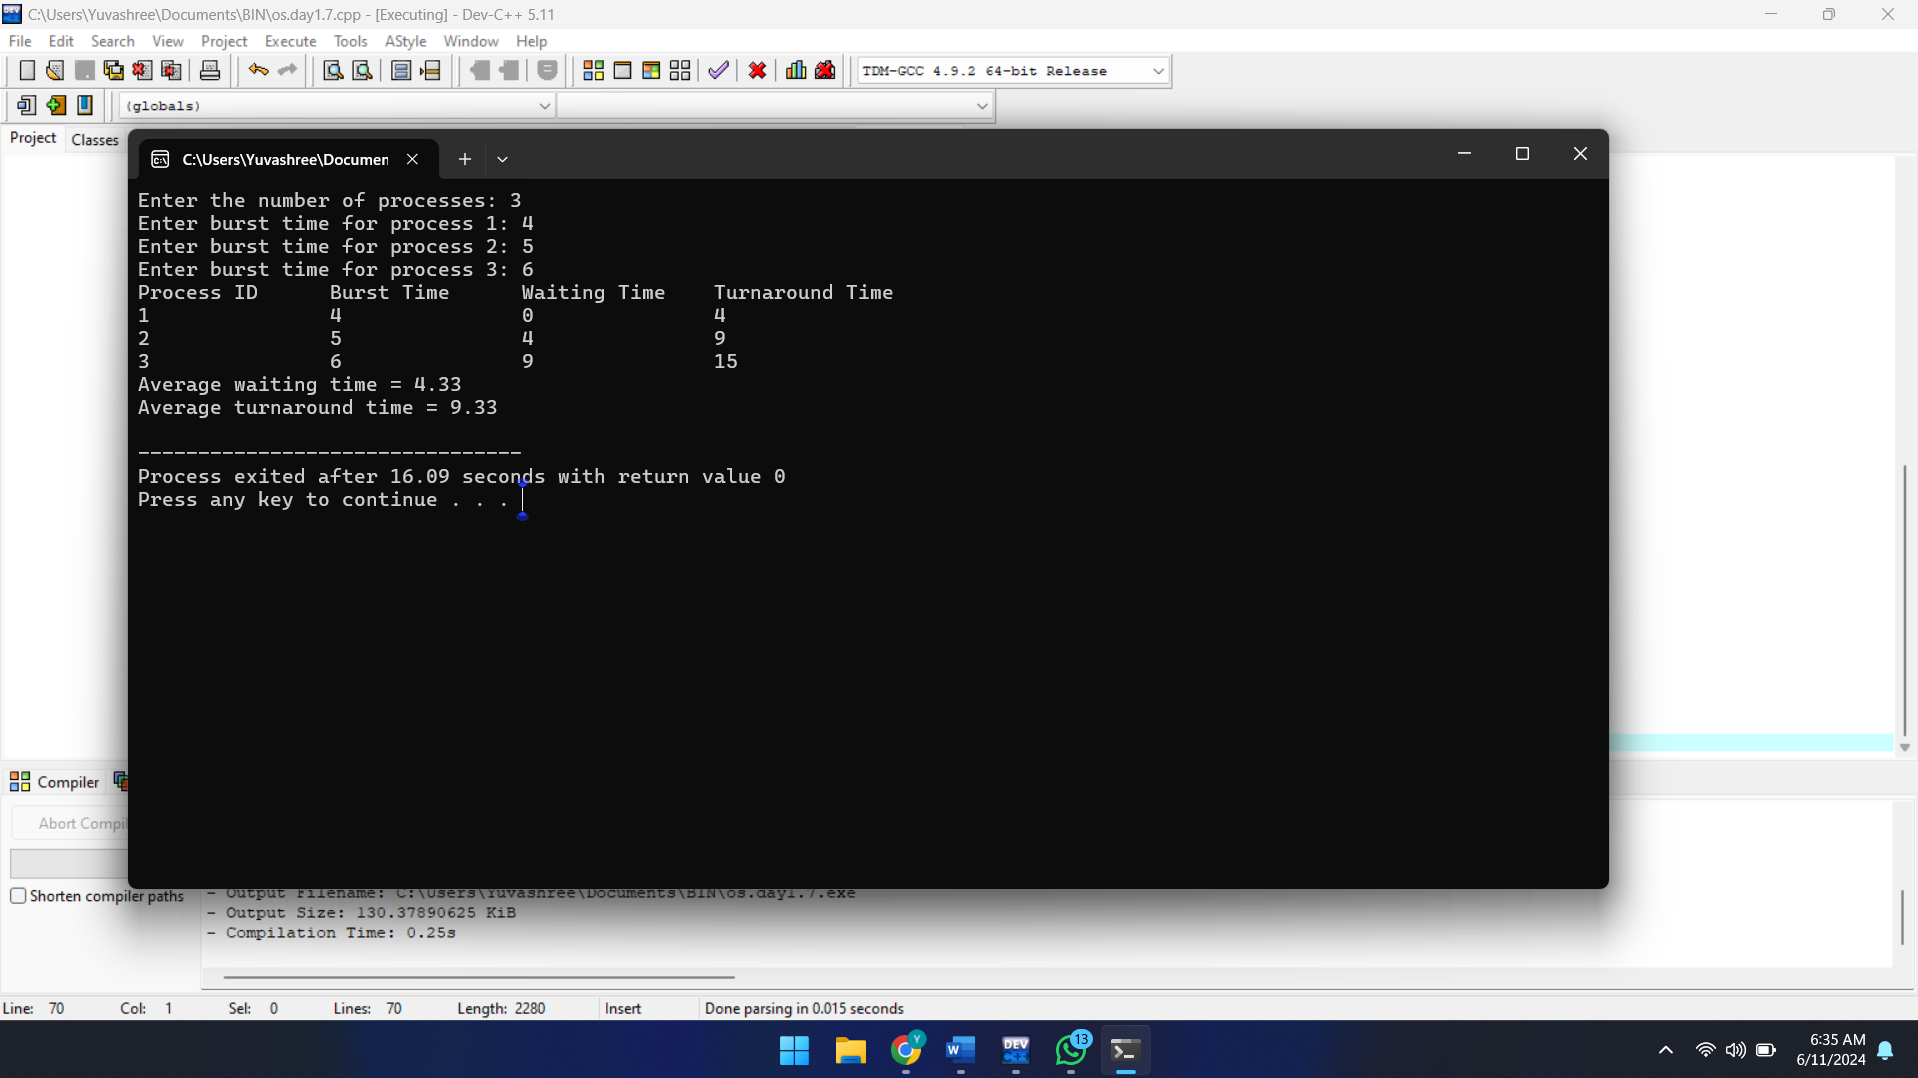 C:\Users\Yuvashree\Documents\BIN\os.day1.7.cpp - [Executing] - Dev-C++ 5.11
File Edit Search View Project Execute Tools AStyle Window Help
TDM-GCC 4.9.2 64-bit Release
(globals)
Project Classes
C:\Users\Yuvashree\Documen
Enter the number of processes: 3
Enter burst time for process 1: 4
Enter burst time for process 2: 5
Enter burst time for process 3: 6
Process ID Burst Time Waiting Time Turnaround Time
1 4 0 4
2 5 4 9
3 6 9 15
Average waiting time = 4.33
Average turnaround time = 9.33
--------------------------------
Process exited after 16.09 seconds with return value 0
Press any key to continue . . .
Compiler
Abort Compil
Shorten compiler paths
- Output Filename: C:\Users\Yuvashree\Documents\BIN\os.day1.7.exe
- Output Size: 130.37890625 KiB
- Compilation Time: 0.25s
Line: 70 Col: 1 Sel: 0 Lines: 70 Length: 2280 Insert Done parsing in 0.015 seconds
Y
W
DEV
C++
13
6:35 AM
6/11/2024